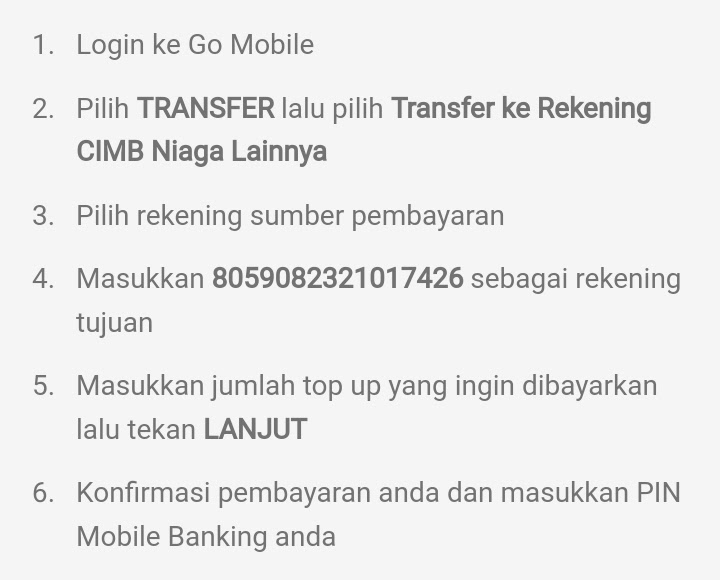 1. Login ke Go Mobile
2. Pilih TRANSFER lalu pilih Transfer ke Rekening
CIMB Niaga Lainnya
3. Pilih rekening sumber pembayaran
4. Masukkan 8059082321017426 sebagai rekening
tujuan
5. Masukkan jumlah top up yang ingin dibayarkan
lalu tekan LANJUT
6. Konfirmasi pembayaran anda dan masukkan PIN
Mobile Banking anda